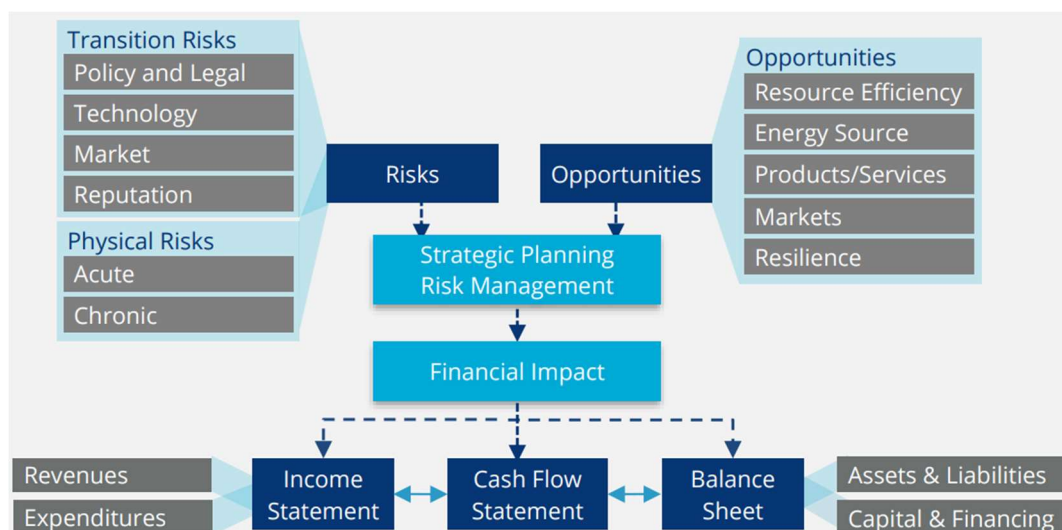 Transition Risks
Policy and Legal
Technology
Market
Reputation
Physical Risks
Acute
Chronic
Risks
Opportunities
Opportunities
Resource Efficiency
Energy Source
Products/Services
Markets
Resilience
Strategic Planning
Risk Management
Financial Impact
Revenues
Expenditures
Income
Statement
Cash Flow
Statement
Balance
Sheet
Assets & Liabilities
Capital & Financing